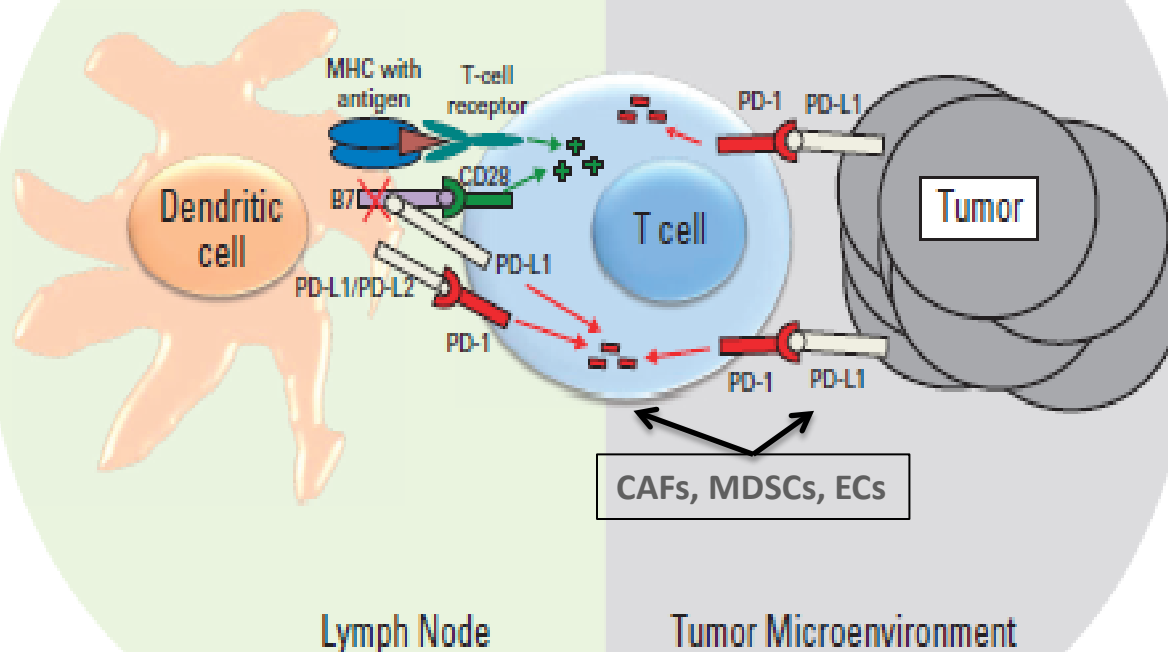 MHC with
antigen
T-cell
receptor
PD-1
PD-L1
B7
CD28
Dendritic
cell
T cell
Tumor
PD-L1
PD-L1/PD-L2
PD-1
PD-1
PD-L1
CAFs, MDSCs, ECs
Lymph Node
Tumor Microenvironment